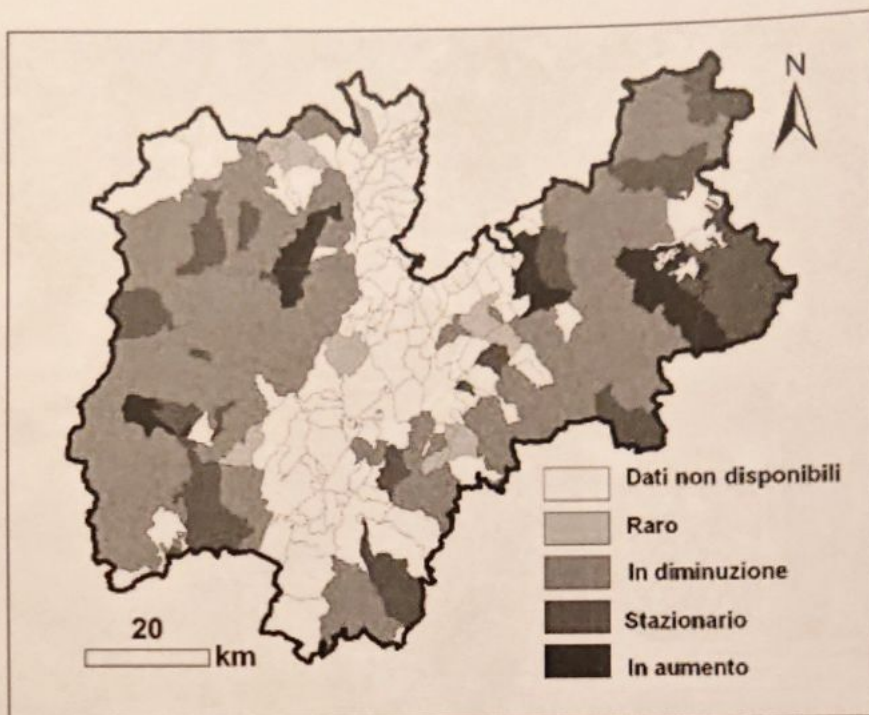 N
Dati non disponibili
Raro
In diminuzione
Stazionario
In aumento
20
km